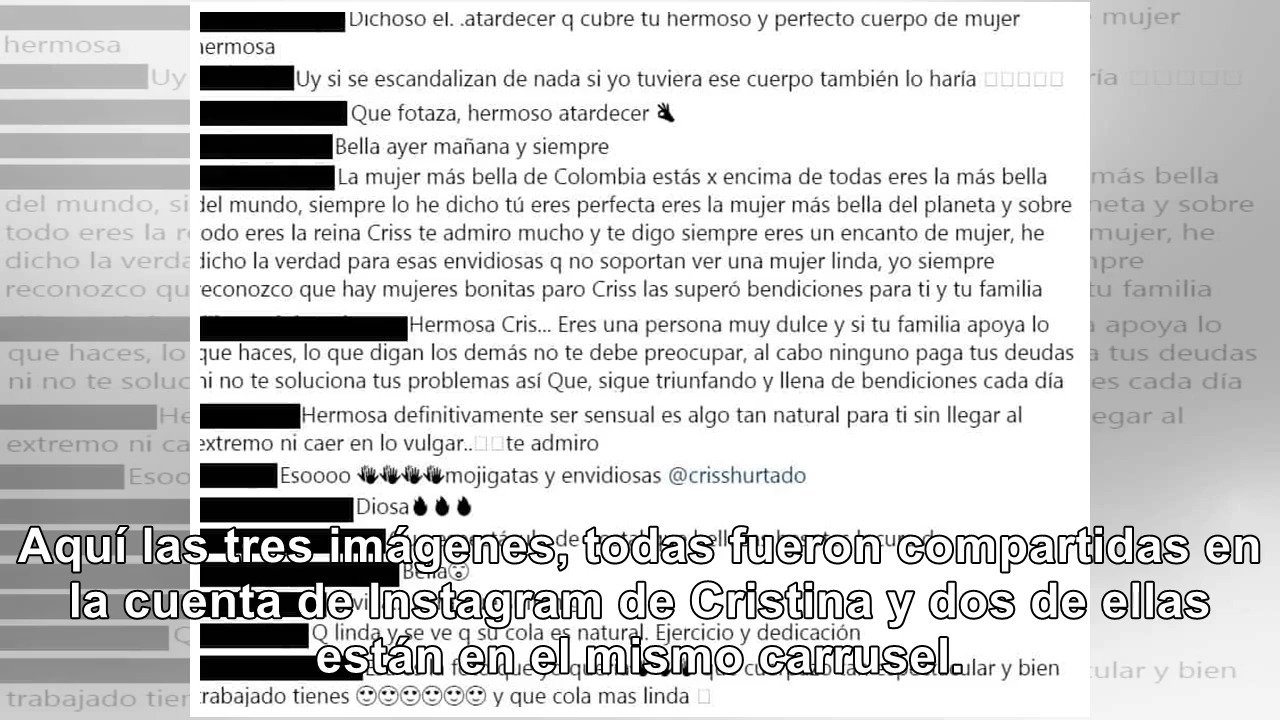 Dichoso el. .atardecer q cubre tu hermoso y perfecto cuerpo de mujer
hermosa
Uy si se escandalizan de nada si yo tuviera ese cuerpo también lo haría
Que fotaza, hermoso atardecer 👌
Bella ayer mañana y siempre
La mujer más bella de Colombia estás x encima de todas eres la más bella
del mundo, siempre lo he dicho tú eres perfecta eres la mujer más bella del planeta y sobre
todo eres la reina Criss te admiro mucho y te digo siempre eres un encanto de mujer, he
dicho la verdad para esas envidiosas q no soportan ver una mujer linda, yo siempre
reconozco que hay mujeres bonitas paro Criss las superó bendiciones para ti y tu familia
Hermosa Cris... Eres una persona muy dulce y si tu familia apoya lo
que haces, lo que digan los demás no te debe preocupar, al cabo ninguno paga tus deudas
ni no te soluciona tus problemas así Que, sigue triunfando y llena de bendiciones cada día
Hermosa definitivamente ser sensual es algo tan natural para ti sin llegar al
extremo ni caer en lo vulgar..te admiro
Esoooo 👋👋👋👋mojigatas y envidiosas @crisshurtado
Diosa🔥🔥🔥
Aquí las tres imágenes, todas fueron compartidas en
Bella😮
la cuenta de Instagram de Cristina y dos de ellas
Q linda y se ve q su cola es natural. Ejercicio y dedicación
están en el mismo carrusel.
que cuerpazo tan espectacular y bien
trabajado tienes 😍😍😍😍😍😍 y que cola mas linda